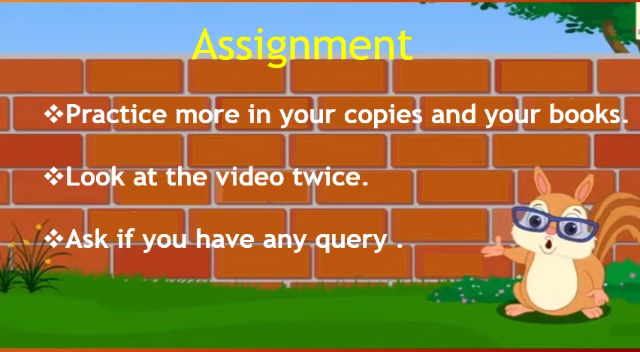 Assignment
❖Practice more in your copies and your books.
❖Look at the video twice.
❖Ask if you have any query .